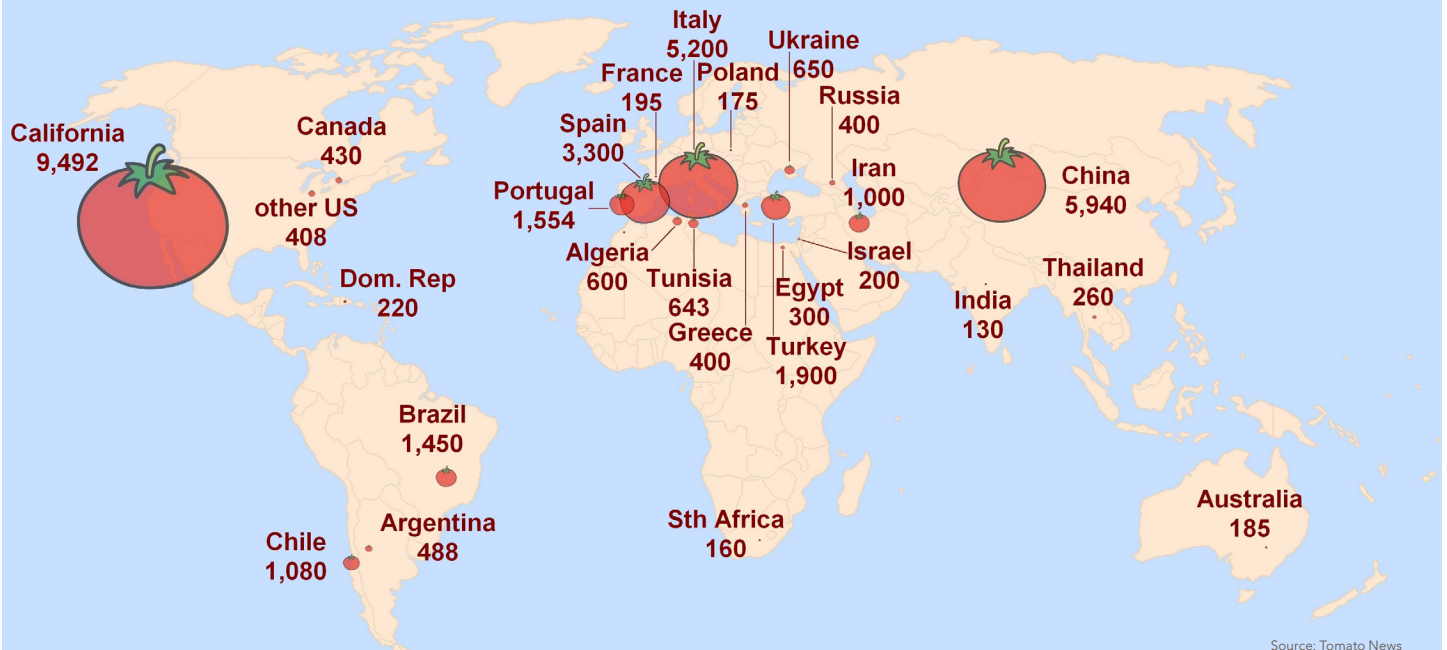 Italy
5,200
Ukraine
650
France
195
Poland
175
Russia
400
California
9,492
Canada
430
Spain
3,300
Iran
1,000
China
5,940
Portugal
1,554
other US
408
Algeria
600
Tunisia
643
Israel
200
Dom. Rep
220
Egypt
300
Thailand
260
India
130
Greece
400
Turkey
1,900
Brazil
1,450
Argentina
488
Chile
1,080
Sth Africa
160
Australia
185
Source: Tomato News